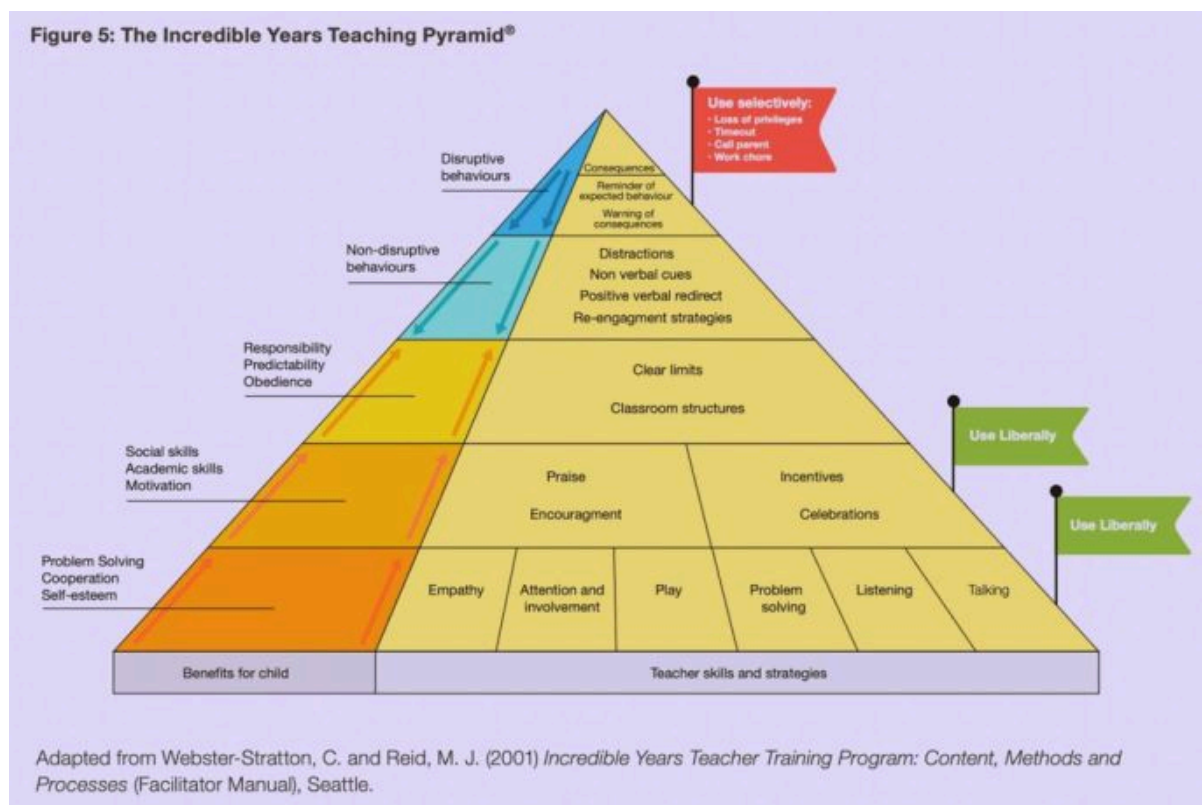 Figure 5: The Incredible Years Teaching Pyramid®
Use selectively:
· Loss of privileges
· Timeout
· Call parent
· Work chore
Disruptive
behaviours
Consequences
Reminder of
expected behaviour
Warning of
consequences
Non-disruptive
behaviours
Distractions
Non verbal cues
Positive verbal redirect
Re-engagment strategies
Responsibility
Predictability
Obedience
Clear limits
Classroom structures
Use Liberally
Social skills
Academic skills
Motivation
Praise
Encouragment
Incentives
Celebrations
Use Liberally
Problem Solving
Cooperation
Self-esteem
Empathy
Attention and
involvement
Play
Problem
solving
Listening
Talking
Benefits for child
Teacher skills and strategies
Adapted from Webster-Stratton, C. and Reid, M. J. (2001) Incredible Years Teacher Training Program: Content, Methods and
Processes (Facilitator Manual), Seattle.